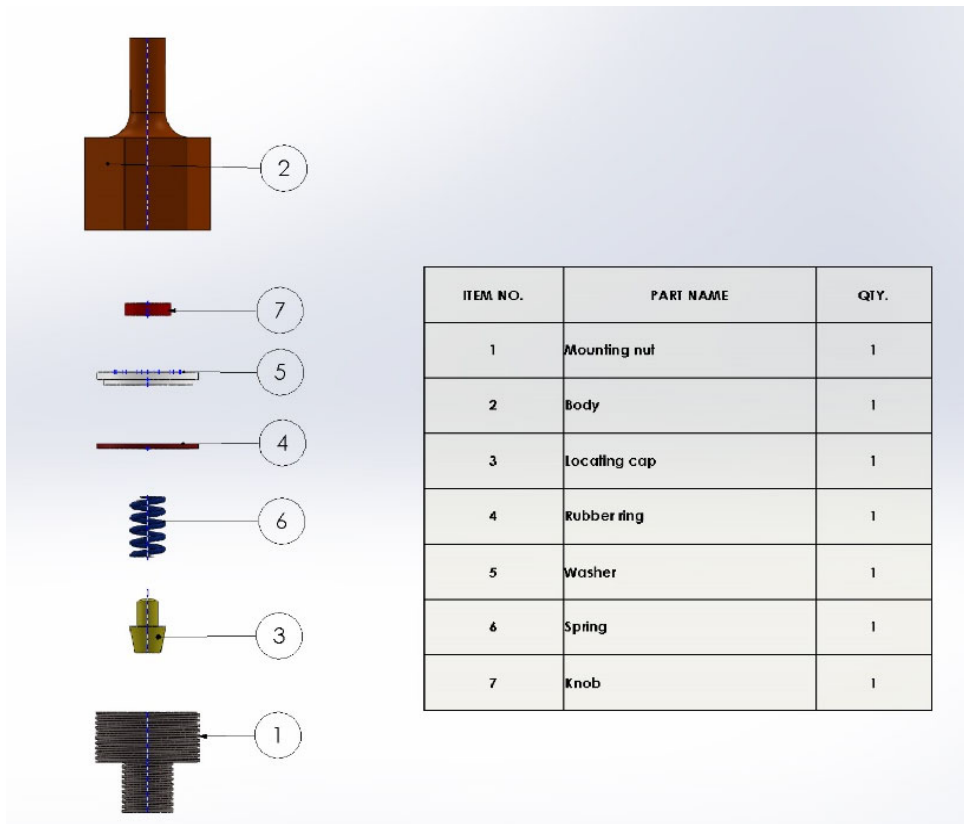 2
7
5
4
6
3
1
ITEM NO. PART NAME QTY.
1 Mounting nut 1
2 Body 1
3 Locating cap 1
4 Rubber ring 1
5 Washer 1
6 Spring 1
7 Knob 1